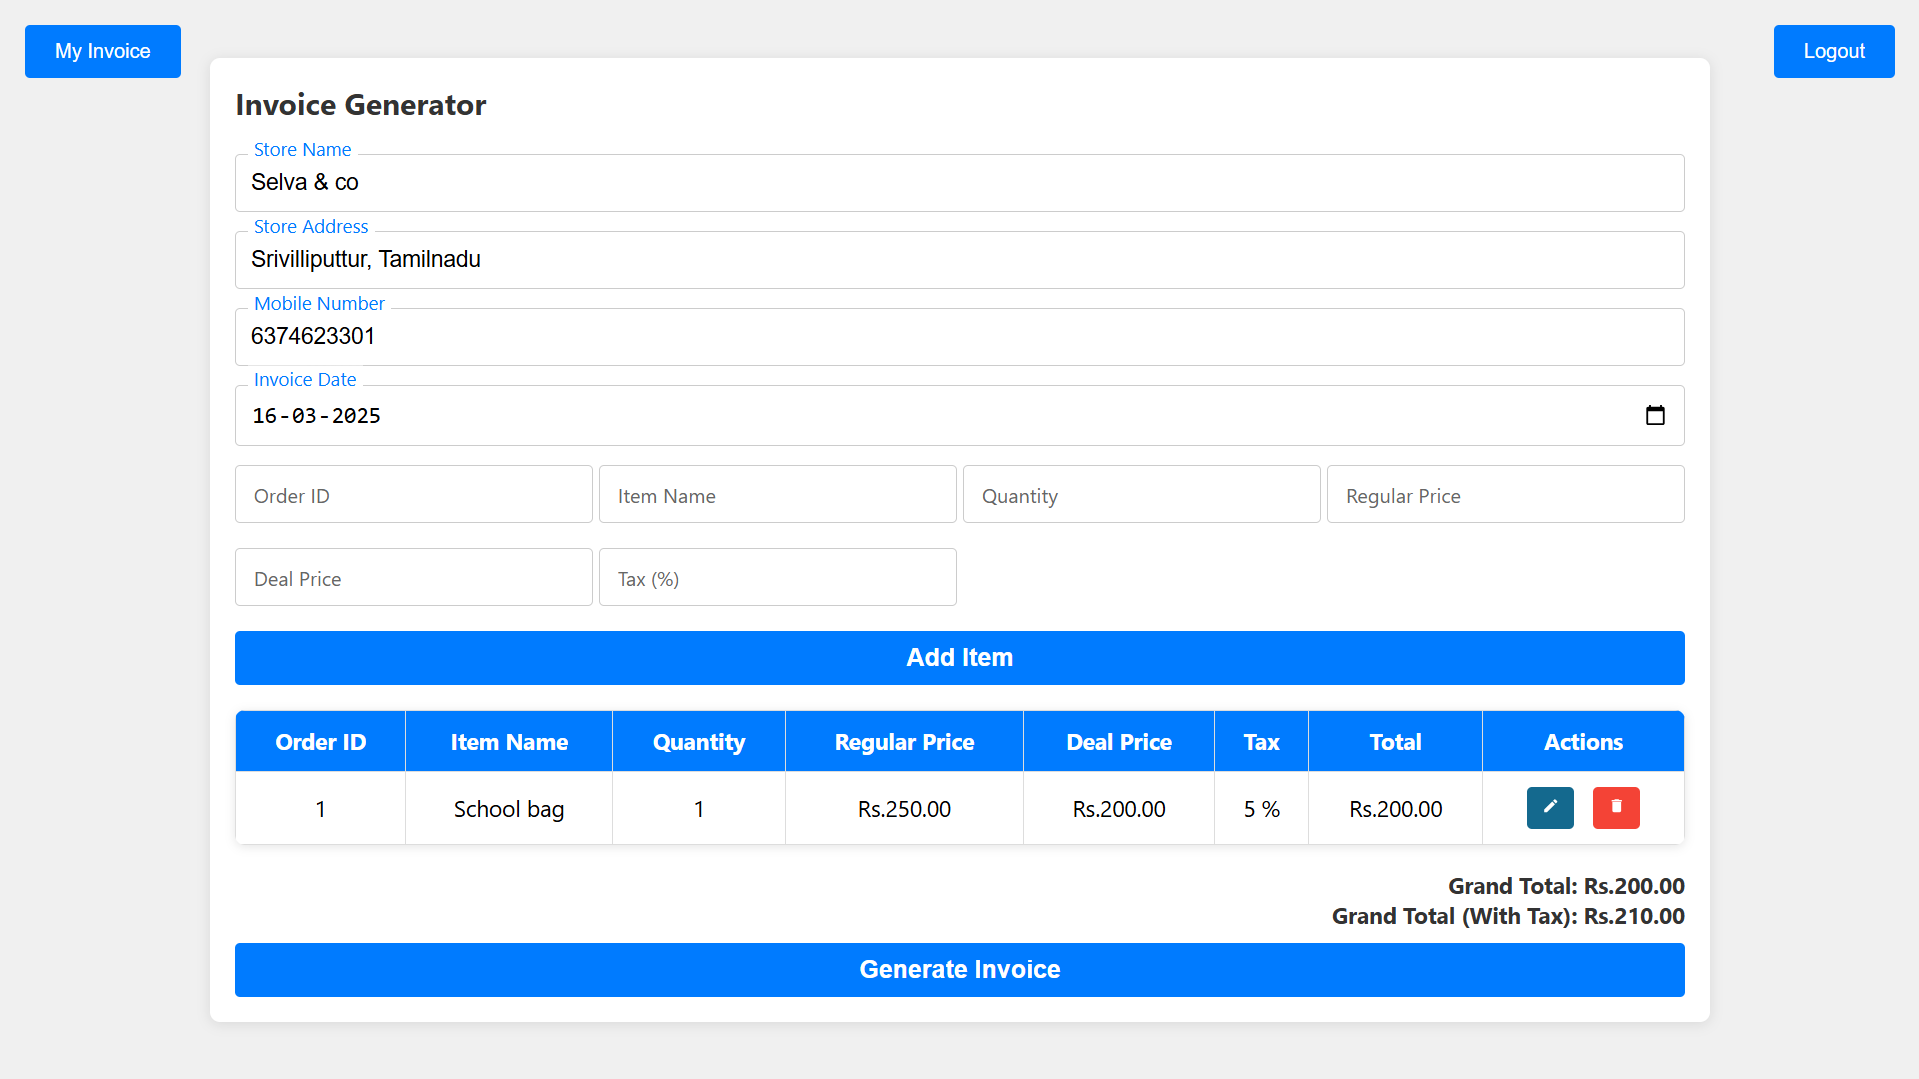 My Invoice
Logout
Invoice Generator
Store Name
Selva & co
Store Address
Srivilliputtur, Tamilnadu
Mobile Number
6374623301
Invoice Date
16-03-2025
Order ID Item Name Quantity Regular Price
Deal Price Tax (%)
Add Item
Order ID Item Name Quantity Regular Price Deal Price Tax Total Actions
1 School bag 1 Rs.250.00 Rs.200.00 5 % Rs.200.00
Grand Total: Rs.200.00
Grand Total (With Tax): Rs.210.00
Generate Invoice